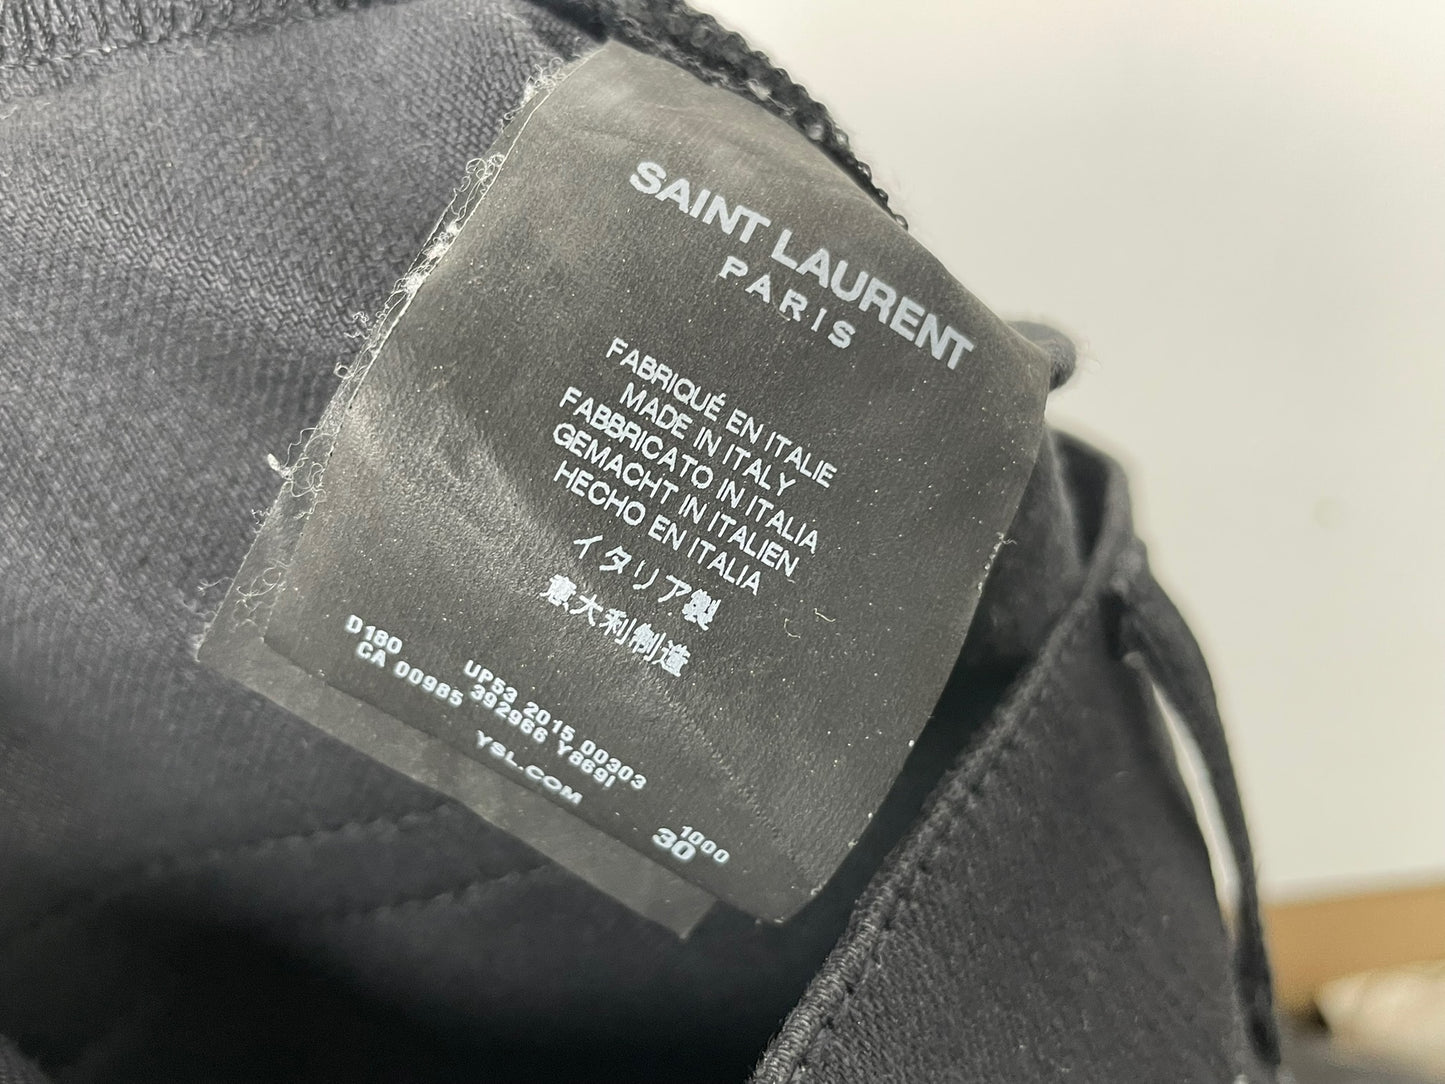 SAINT LAURENT
PARIS
FABRIQUÉ EN ITALIE
MADE IN ITALY
FABBRICATO IN ITALIA
GEMACHT IN ITALIEN
HECHO EN ITALIA
イタリア製
意大利制造
D160 UP53 2015 00303
CA 00985 392966 Y869I
YSL.COM
1000
30